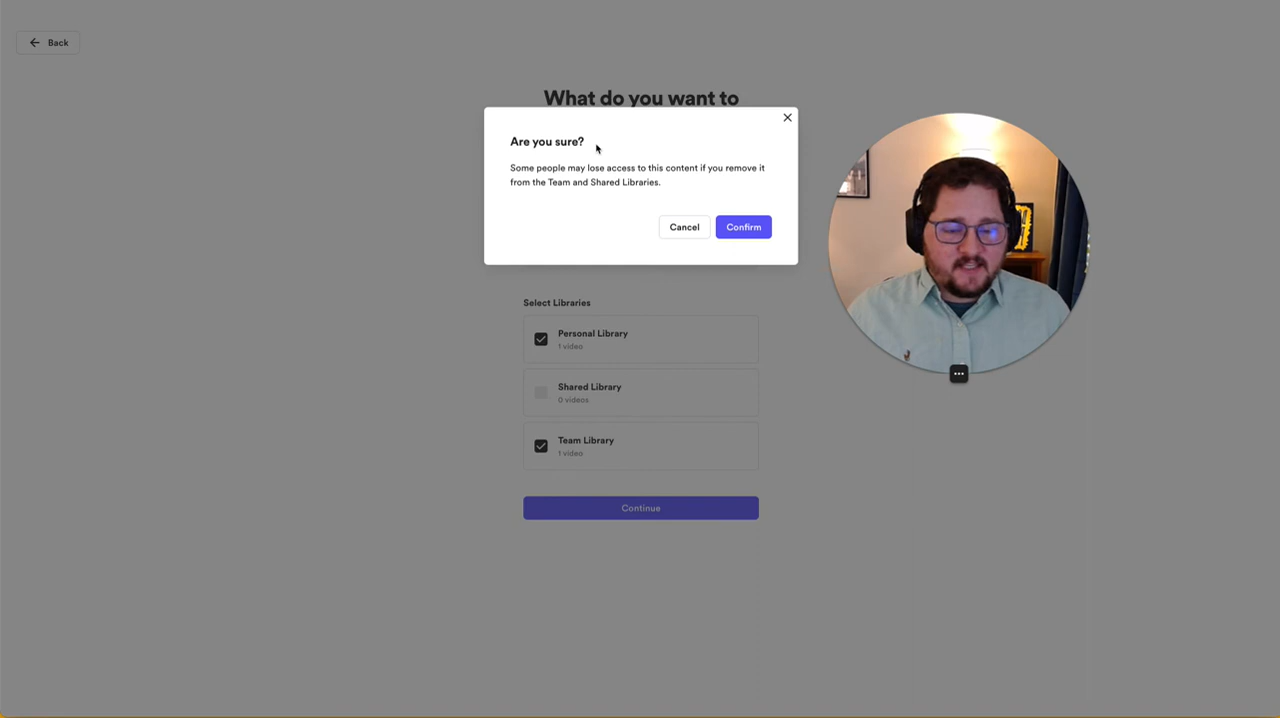 Back
What do you want to
Are you sure?
Some people may lose access to this content if you remove it
from the Team and Shared Libraries.
Cancel
Confirm
Select Libraries
Personal Library
1 video
Shared Library
0 videos
Team Library
1 video
Continue